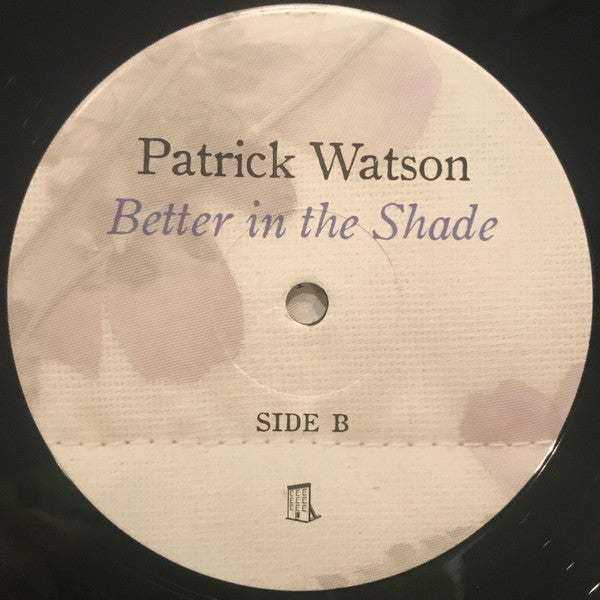 Patrick Watson
Better in the Shade
SIDE B